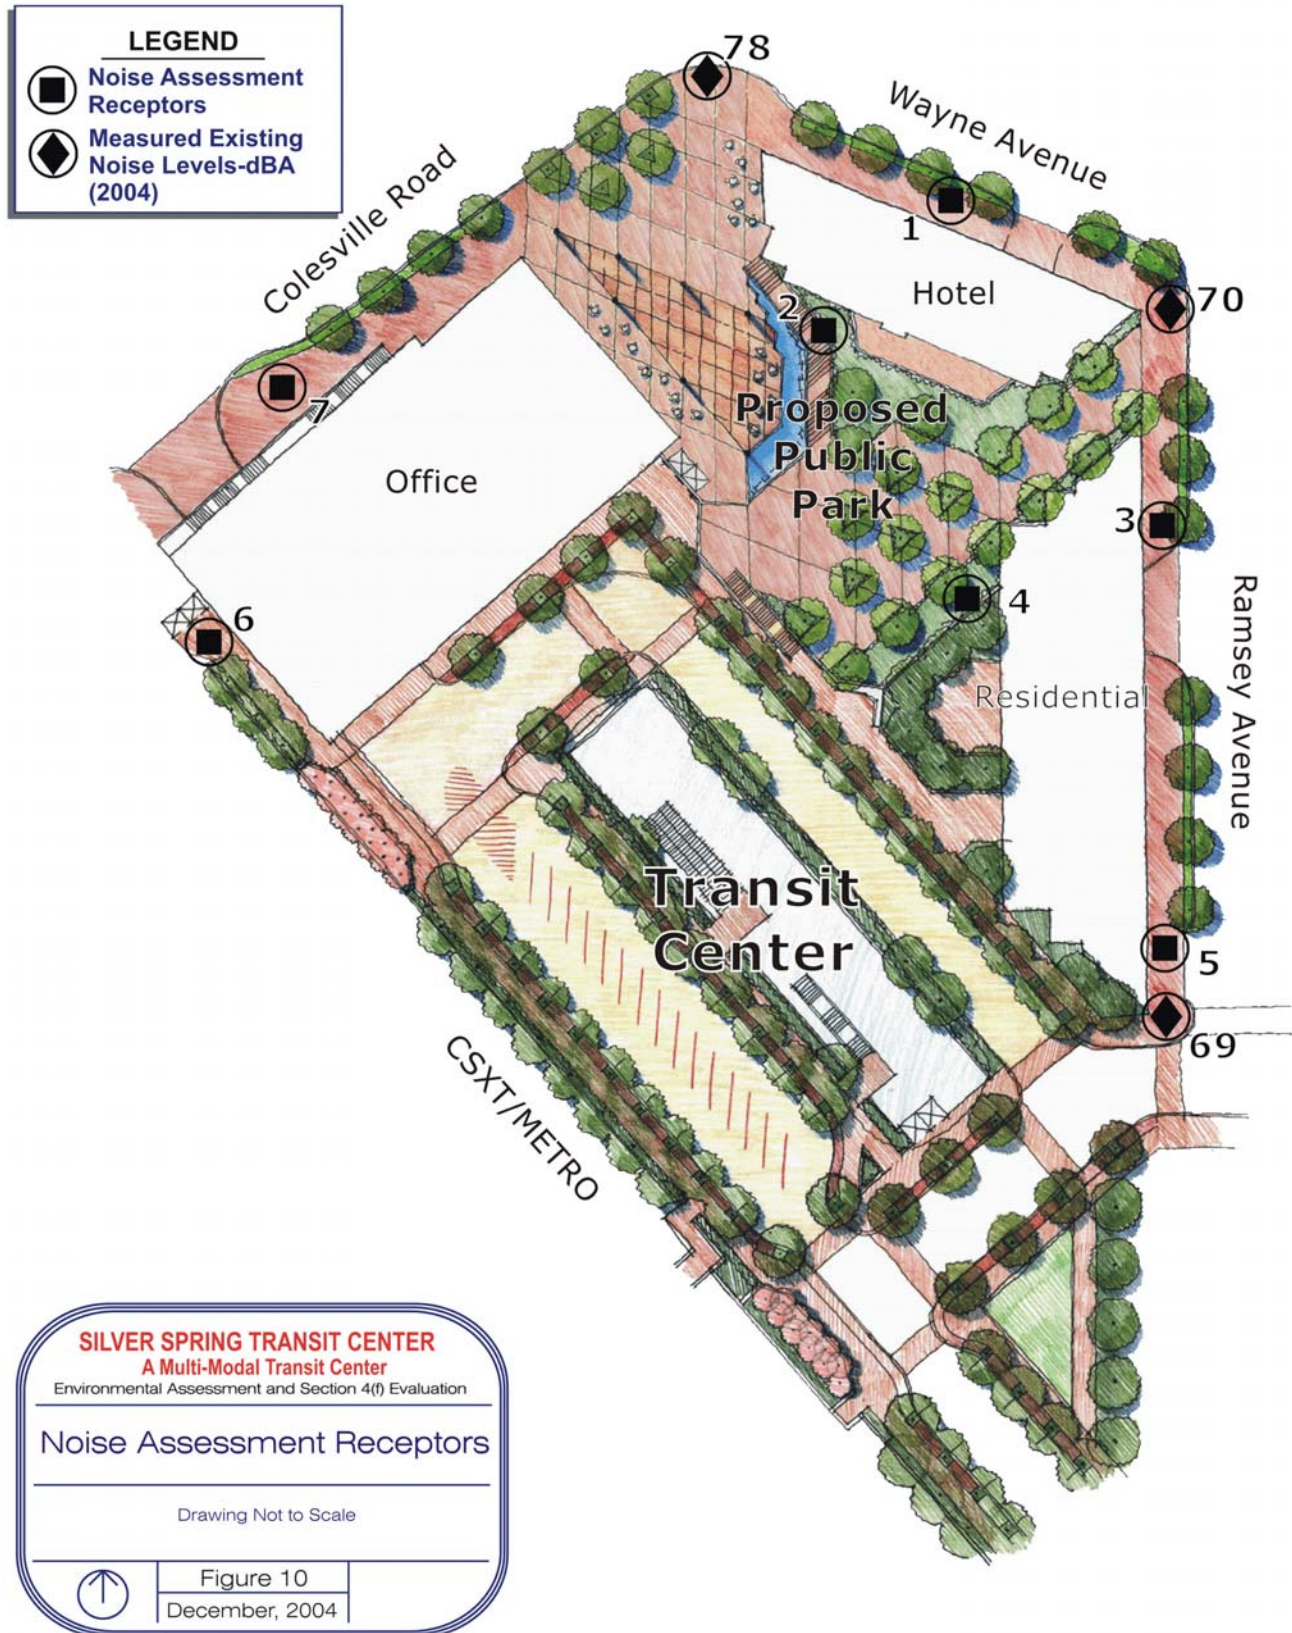 LEGEND
Noise Assessment
Receptors
Measured Existing
Noise Levels-dBA
(2004)
78
Wayne Avenue
Colesville Road
1
Hotel
70
2
7
Proposed
Public
Park
Office
3
4
6
Ramsey Avenue
Residential
Transit
Center
5
69
CSXT/METRO
SILVER SPRING TRANSIT CENTER
A Multi-Modal Transit Center
Environmental Assessment and Section 4(f) Evaluation
Noise Assessment Receptors
Drawing Not to Scale
Figure 10
December, 2004